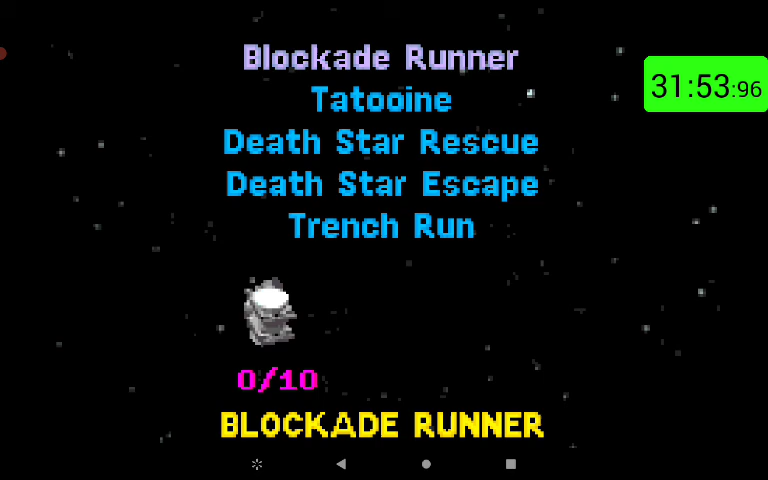 Blockade Runner
31:53:96
Tatooine
Death Star Rescue
Death Star Escape
Trench Run
0/10
BLOCKADE RUNNER